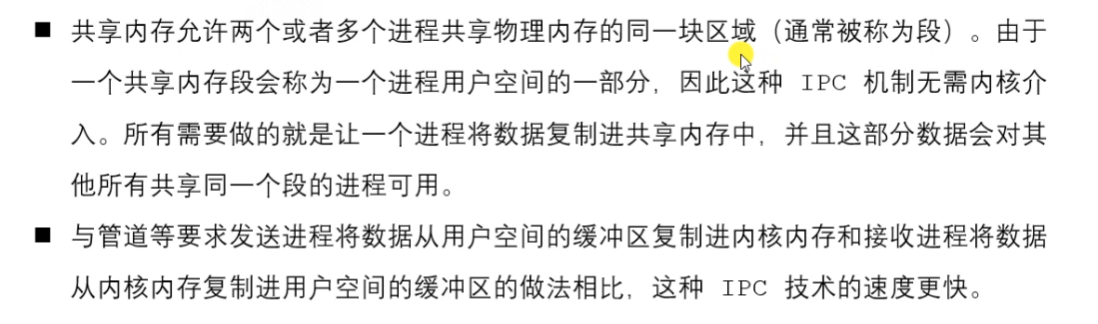 ■ 共享内存允许两个或者多个进程共享物理内存的同一块区域（通常被称为段）。由于
一个共享内存段会称为一个进程用户空间的一部分，因此这种 IPC 机制无需内核介
入。所有需要做的就是让一个进程将数据复制进共享内存中，并且这部分数据会对其
他所有共享同一个段的进程可用。
■ 与管道等要求发送进程将数据从用户空间的缓冲区复制进内核内存和接收进程将数据
从内核内存复制进用户空间的缓冲区的做法相比，这种 IPC 技术的速度更快。